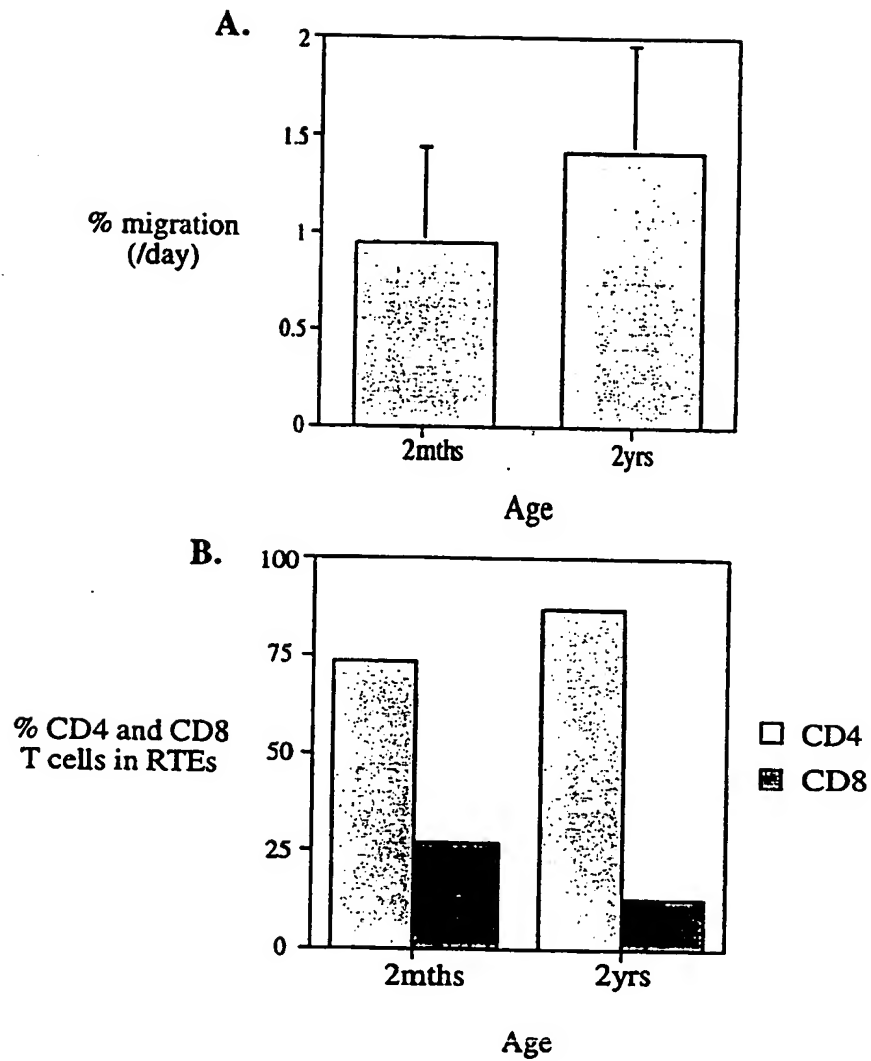 A.
2
1.5
1
0.5
0
% migration
(/day)
2mths 2yrs
Age
B.
100
75
50
25
0
% CD4 and CD8
T cells in RTEs
CD4
CD8
2mths 2yrs
Age